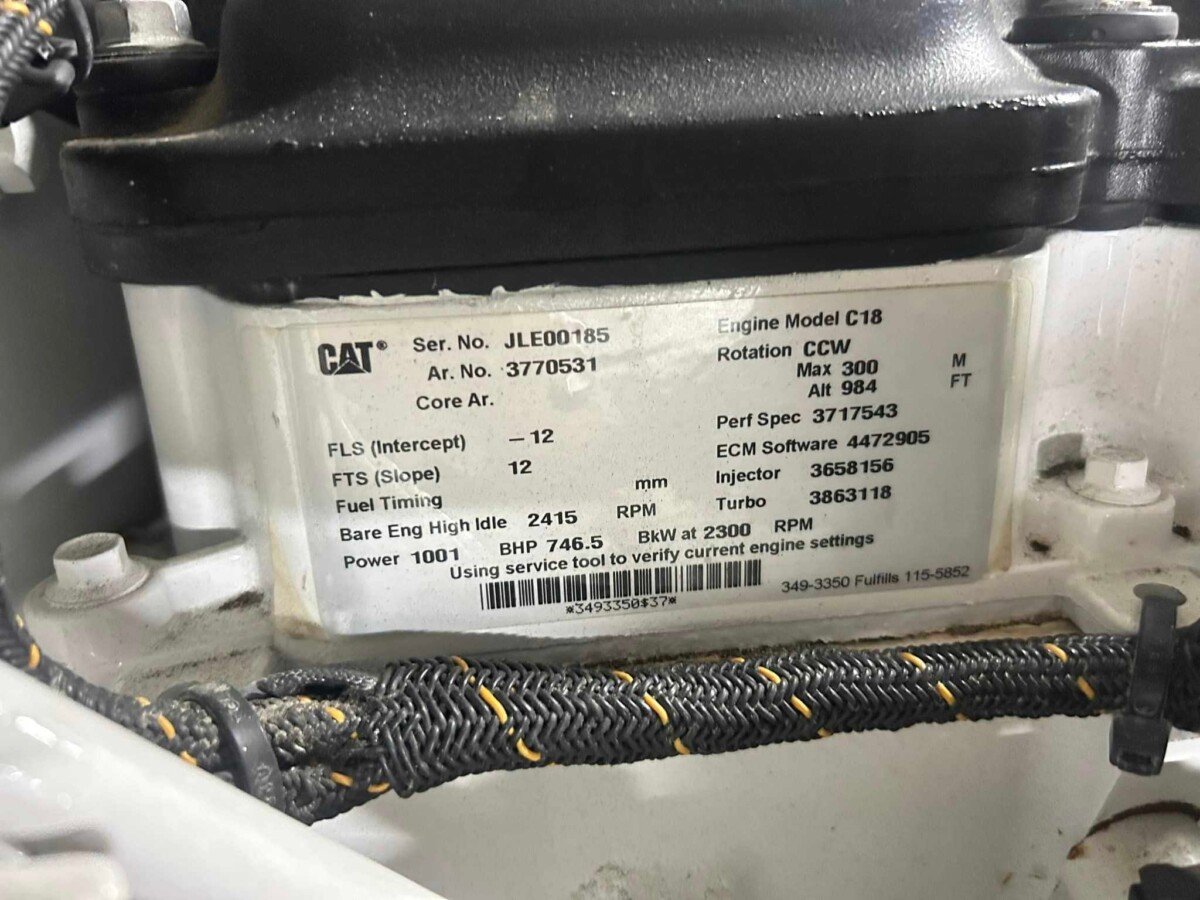 CAT® Ser. No. JLE00185
Ar. No. 3770531
Core Ar.
FLS (Intercept) –12
FTS (Slope) 12
Fuel Timing mm
Bare Eng High Idle 2415 RPM
Power 1001 BHP 746.5 BkW at 2300 RPM
Engine Model C18
Rotation CCW
Max 300 M
Alt 984 FT
Perf Spec 3717543
ECM Software 4472905
Injector 3658156
Turbo 3863118
Using service tool to verify current engine settings
*3493350$37*
349-3350 Fulfills 115-5852